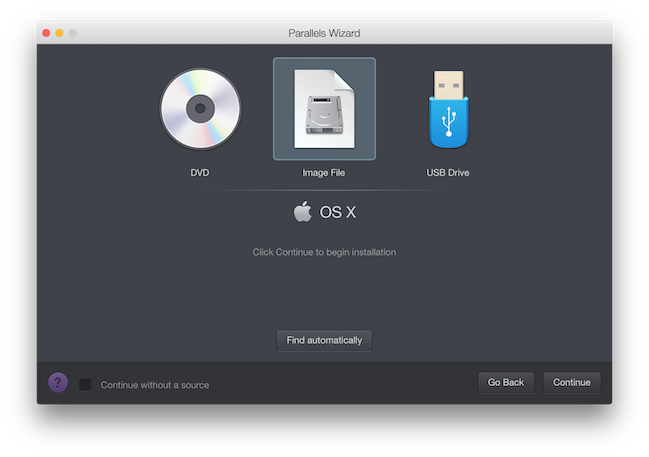 Parallels Wizard
DVD
Image File
USB Drive
OS X
Click Continue to begin installation
Find automatically
?
Continue without a source
Go Back
Continue